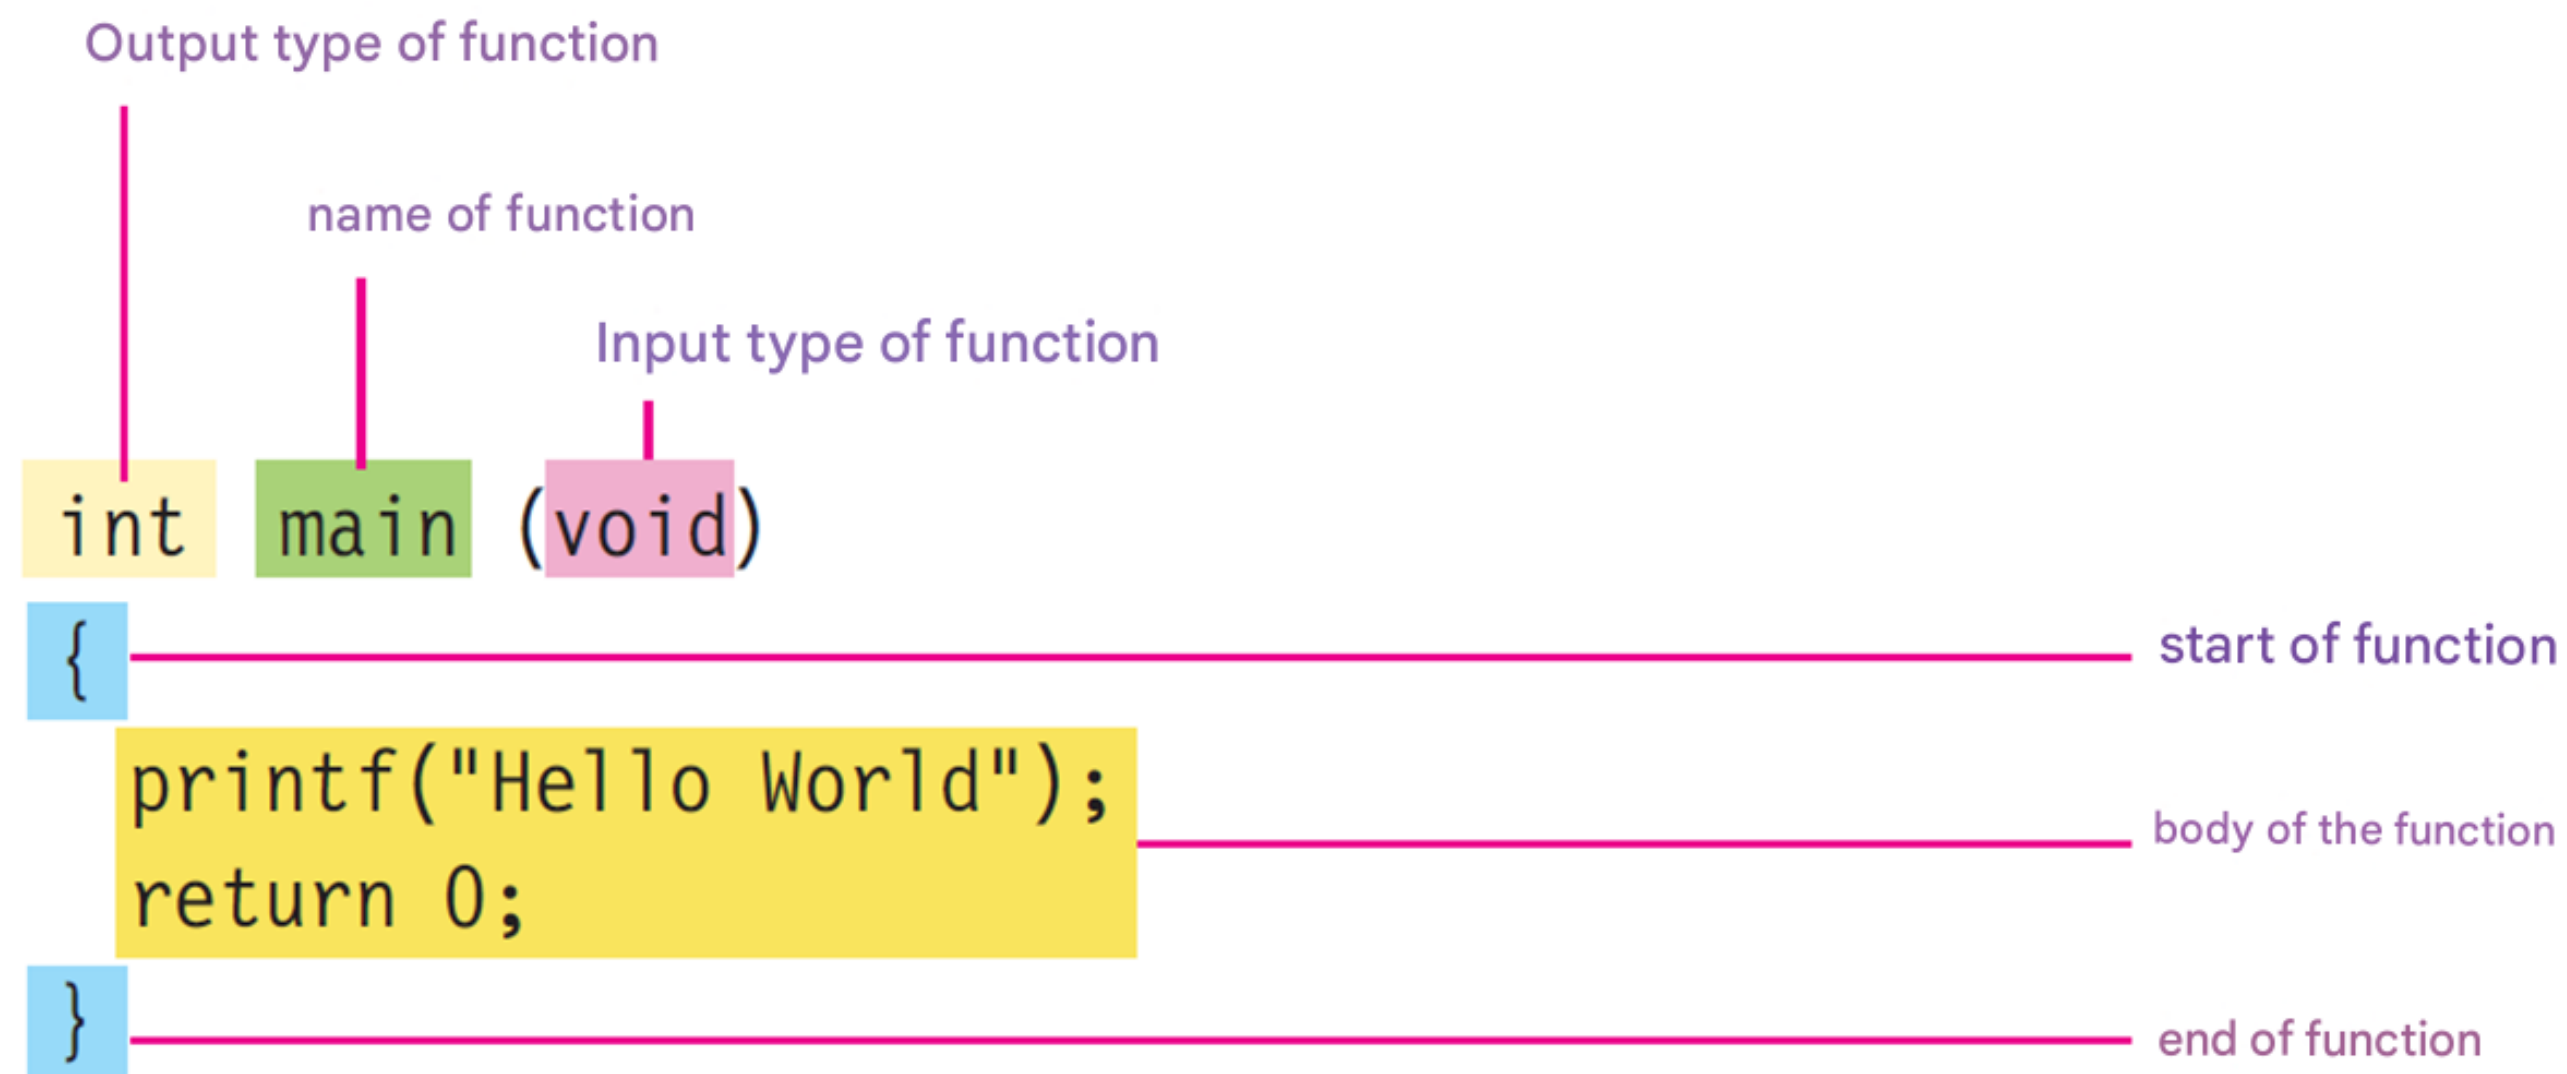 Output type of function
name of function
Input type of function
int main (void)
{
start of function
printf("Hello World");
return 0;
body of the function
}
end of function